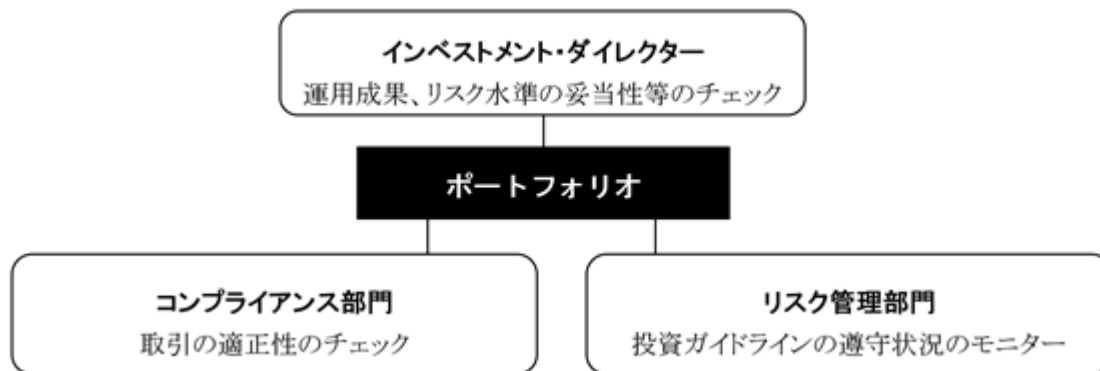 インベストメント・ダイレクター
運用成果、リスク水準の妥当性等のチェック
ポートフォリオ
コンプライアンス部門
取引の適正性のチェック
リスク管理部門
投資ガイドラインの遵守状況のモニター